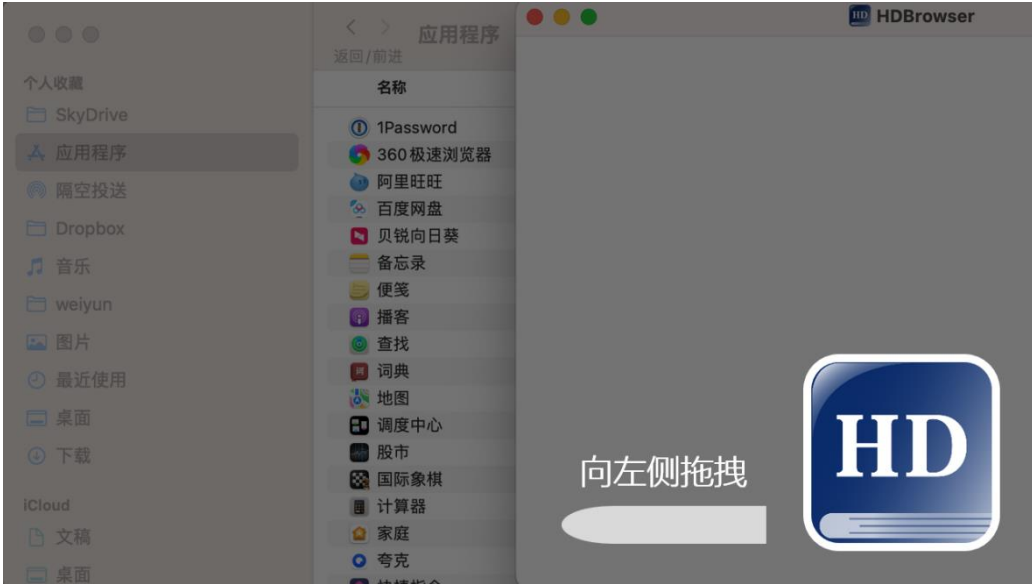 个人收藏
SkyDrive
应用程序
隔空投送
Dropbox
音乐
weiyun
图片
最近使用
桌面
下载
iCloud
文稿
桌面
应用程序
返回/前进
名称
1Password
360极速浏览器
阿里旺旺
百度网盘
贝锐向日葵
备忘录
便笺
播客
查找
词典
地图
调度中心
股市
国际象棋
计算器
家庭
夸克
HD HDBrowser
向左侧拖拽
HD